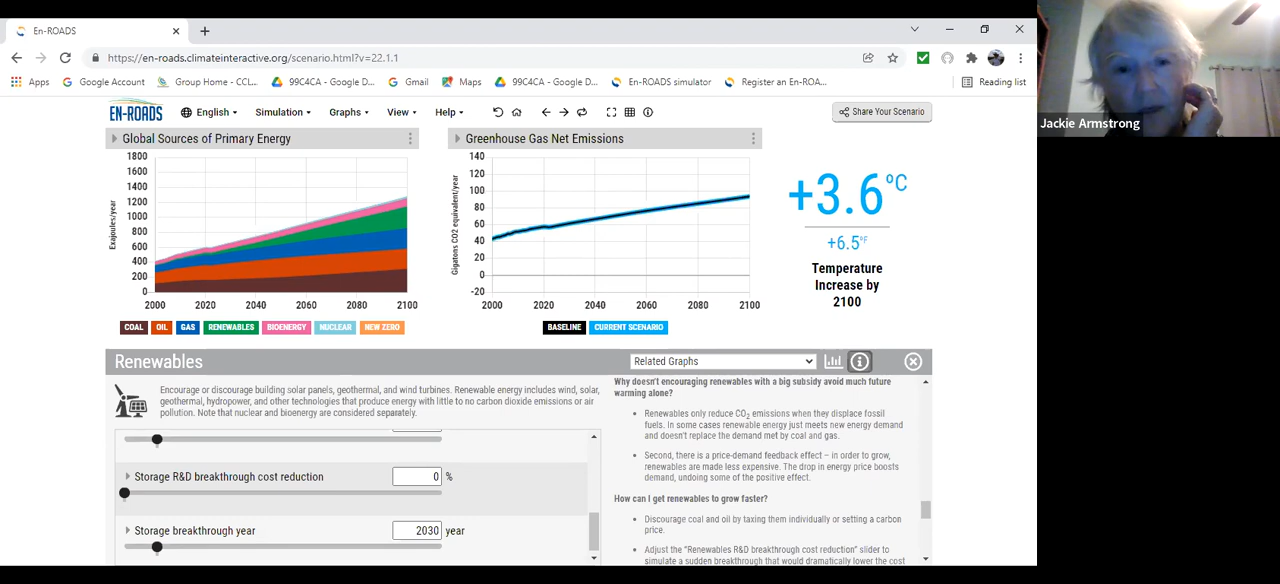 En-ROADS
https://en-roads.climateinteractive.org/scenario.html?v=22.1.1
Apps
Google Account
Group Home - CCL...
99C4CA - Google D...
Gmail
Maps
99C4CA - Google D...
En-ROADS simulator
Register an En-ROA...
Reading list
EN-ROADS
English
Simulation
Graphs
View
Help
Share Your Scenario
Jackie Armstrong
Global Sources of Primary Energy
Exajoules/year
1800
1600
1400
1200
1000
800
600
400
200
0
2000 2020 2040 2060 2080 2100
COAL OIL GAS RENEWABLES BIOENERGY NUCLEAR NEW ZERO
Greenhouse Gas Net Emissions
Gigatons CO2 equivalent/year
140
120
100
80
60
40
20
0
-20
2000 2020 2040 2060 2080 2100
BASELINE CURRENT SCENARIO
+3.6 °C
+6.5°F
Temperature
Increase by
2100
Renewables
Related Graphs
Encourage or discourage building solar panels, geothermal, and wind turbines. Renewable energy includes wind, solar,
geothermal, hydropower, and other technologies that produce energy with little to no carbon dioxide emissions or air
pollution. Note that nuclear and bioenergy are considered separately.
Storage R&D breakthrough cost reduction 0 %
Storage breakthrough year 2030 year
Why doesn't encouraging renewables with a big subsidy avoid much future
warming alone?
• Renewables only reduce CO2 emissions when they displace fossil
fuels. In some cases renewable energy just meets new energy demand
and doesn't replace the demand met by coal and gas.
• Second, there is a price-demand feedback effect – in order to grow,
renewables are made less expensive. The drop in energy price boosts
demand, undoing some of the positive effect.
How can I get renewables to grow faster?
• Discourage coal and oil by taxing them individually or setting a carbon
price.
• Adjust the "Renewables R&D breakthrough cost reduction" slider to
simulate a sudden breakthrough that would dramatically lower the cost